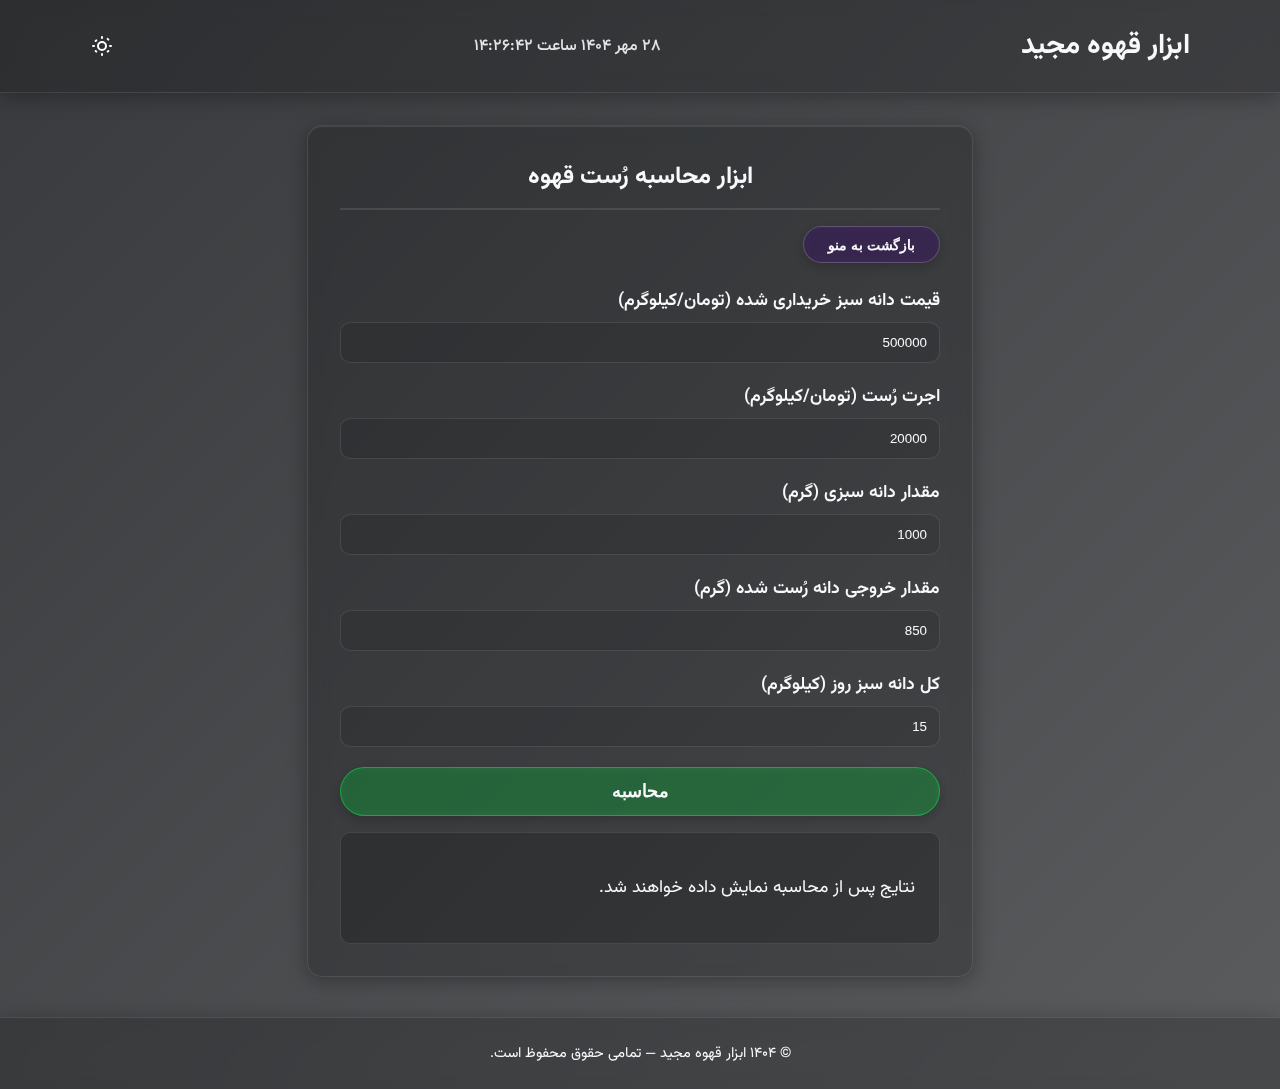 ابزار قهوه مجید
۲۸ مهر ۱۴۰۴ ساعت ۱۴:۲۶:۴۲
ابزار محاسبه رُست قهوه
بازگشت به منو
قیمت دانه سبز خریداری شده (تومان/کیلوگرم)
500000
اجرت رُست (تومان/کیلوگرم)
20000
مقدار دانه سبزی (گرم)
1000
مقدار خروجی دانه رُست شده (گرم)
850
کل دانه سبز روز (کیلوگرم)
15
محاسبه
نتایج پس از محاسبه نمایش داده خواهند شد.
© ۱۴۰۴ ابزار قهوه مجید — تمامی حقوق محفوظ است.